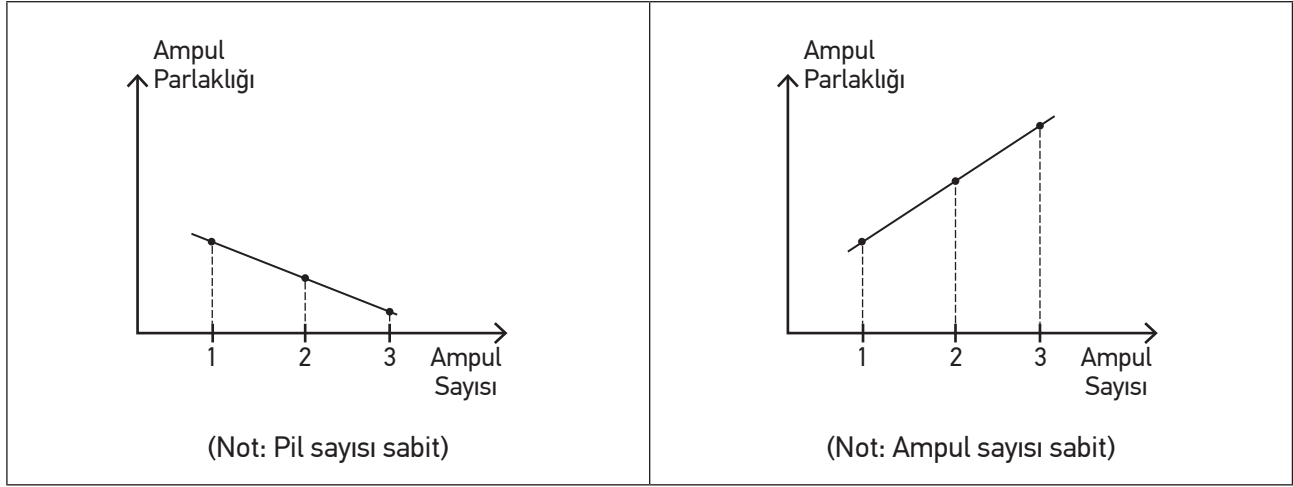 Ampul
Parlaklığı
1 2 3 Ampul
Sayısı
(Not: Pil sayısı sabit)
Ampul
Parlaklığı
1 2 3 Ampul
Sayısı
(Not: Ampul sayısı sabit)